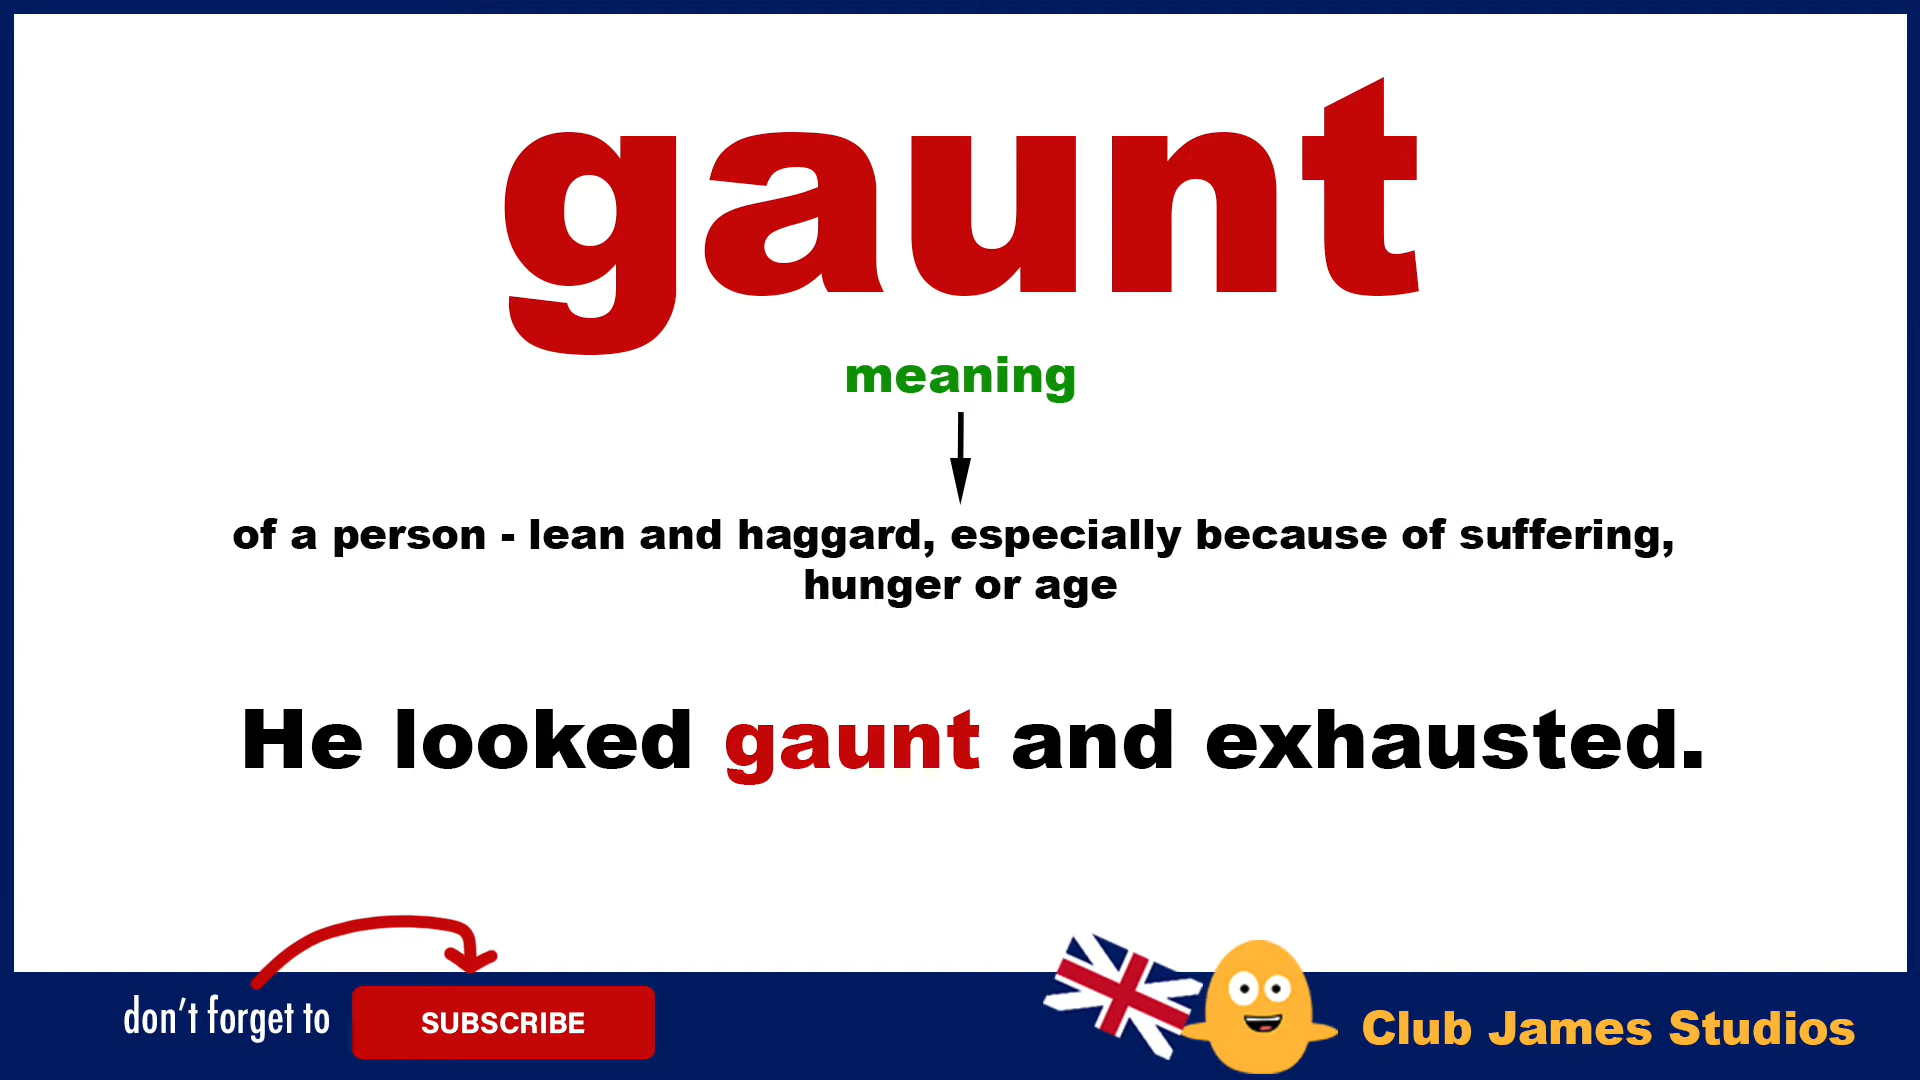 gaunt
meaning
of a person - lean and haggard, especially because of suffering,
hunger or age
He looked gaunt and exhausted.
don't forget to
SUBSCRIBE
Club James Studios